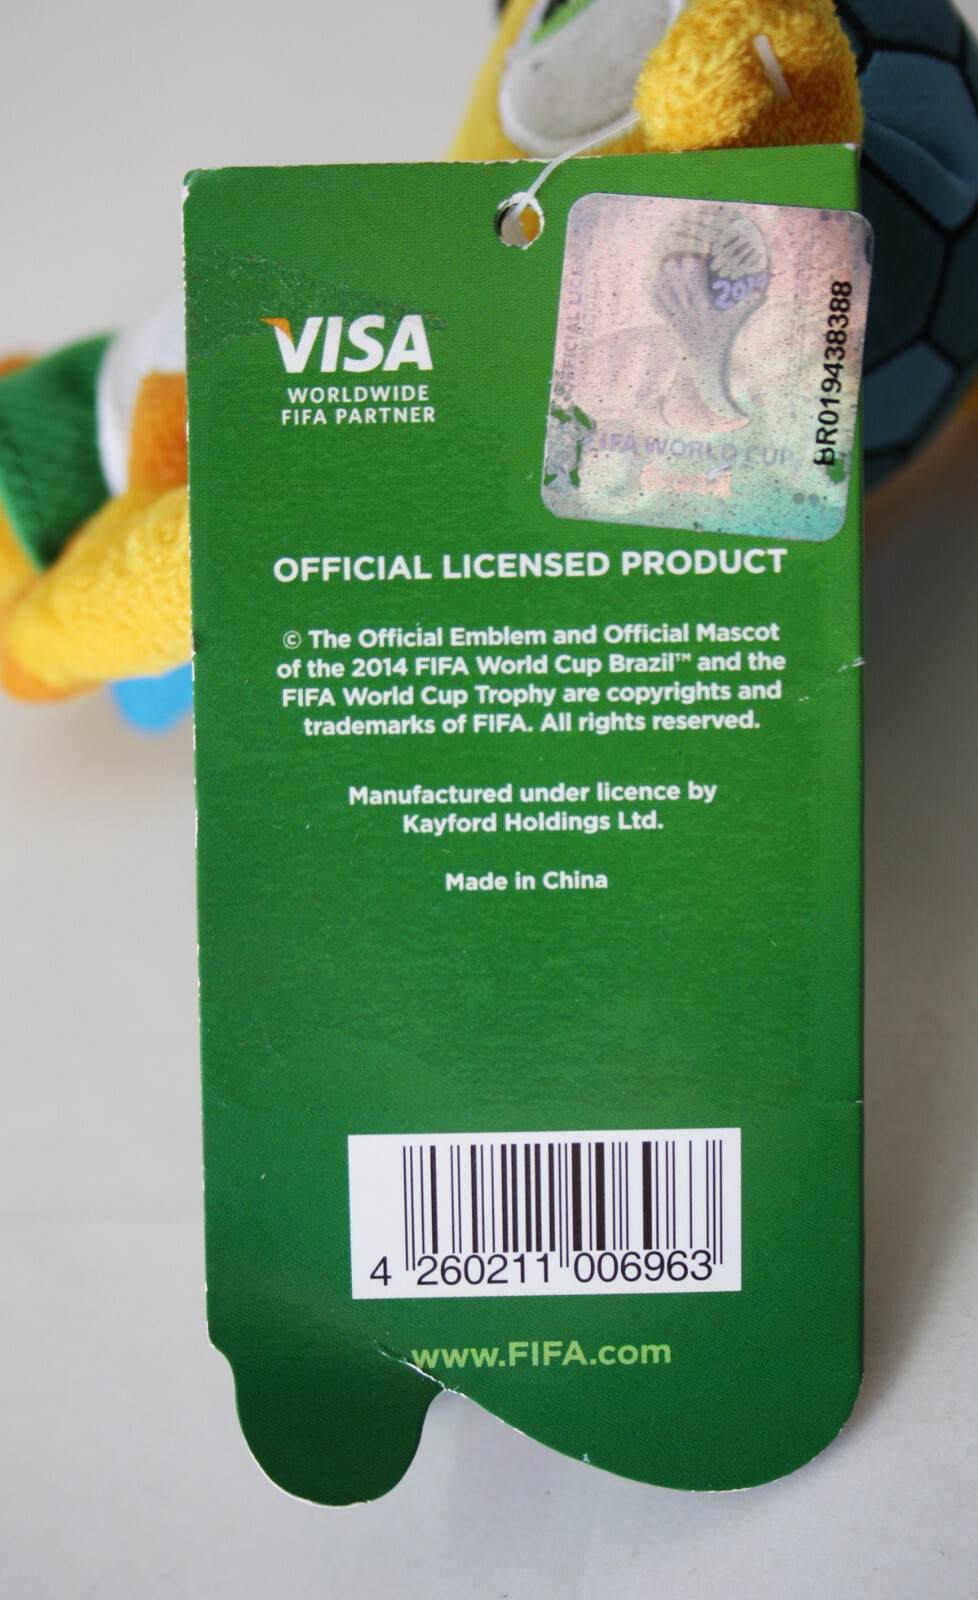 VISA
WORLDWIDE
FIFA PARTNER
2014
FIFA WORLD CUP
BR019438388
OFFICIAL LICENSED PRODUCT
© The Official Emblem and Official Mascot
of the 2014 FIFA World Cup Brazil™ and the
FIFA World Cup Trophy are copyrights and
trademarks of FIFA. All rights reserved.
Manufactured under licence by
Kayford Holdings Ltd.
Made in China
4 260211 006963
www.FIFA.com